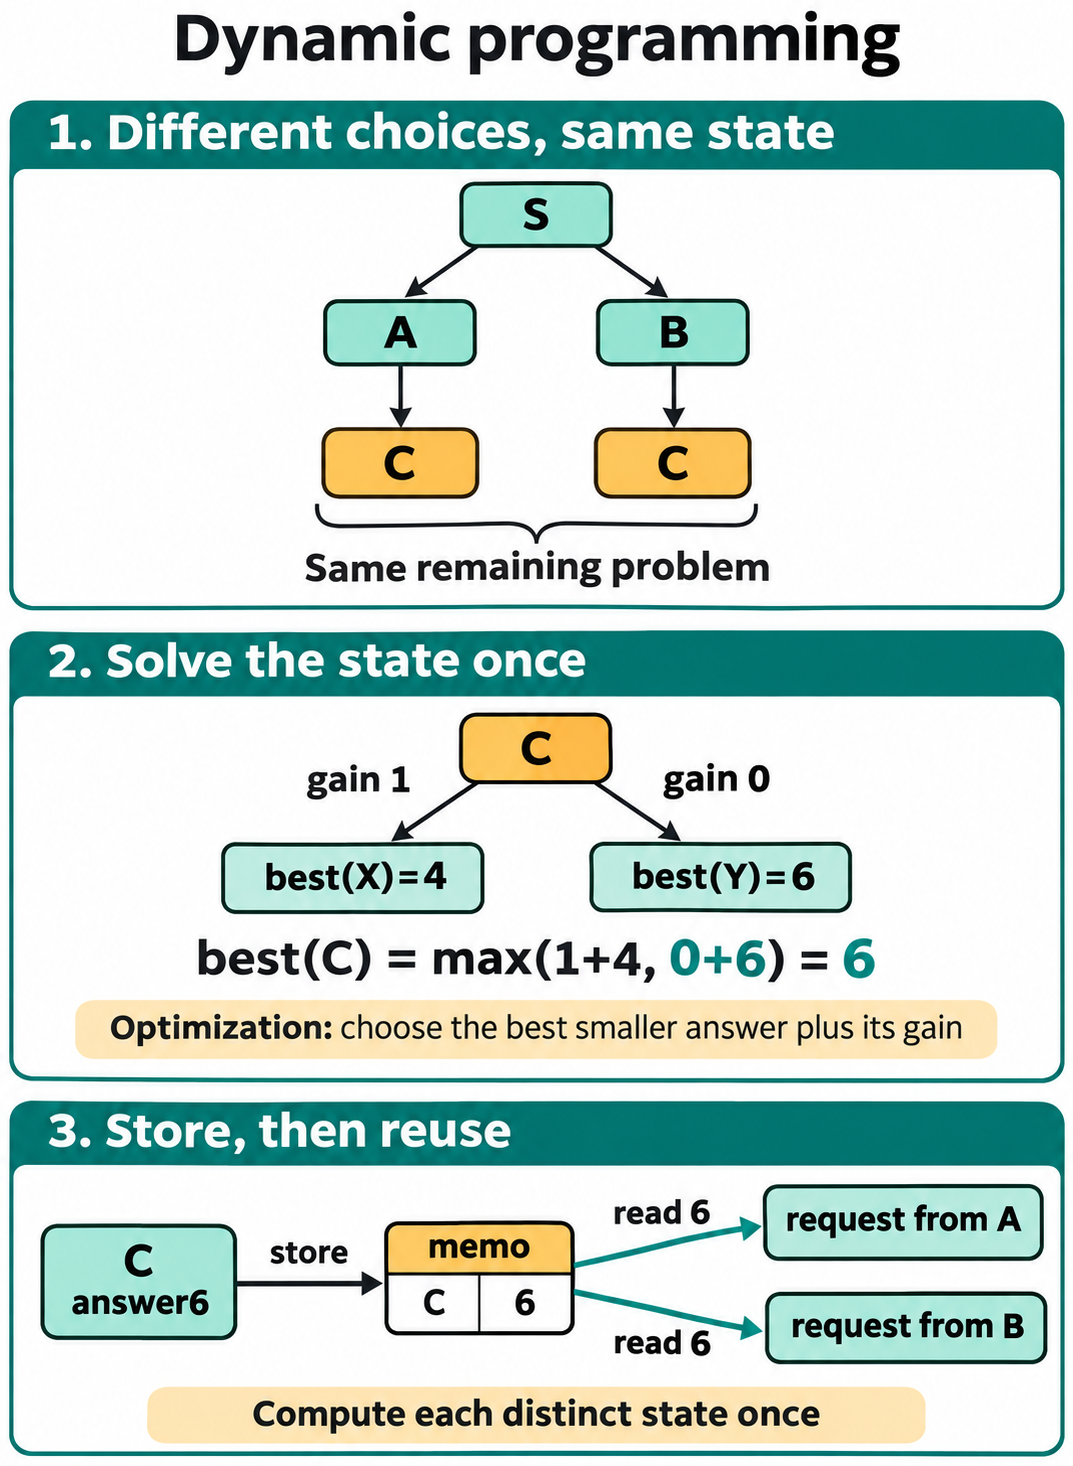 Dynamic programming
1. Different choices, same state
S
A
B
C
C
Same remaining problem
2. Solve the state once
C
gain 1
gain 0
best(X)=4
best(Y)=6
best(C) = max(1+4, 0+6) = 6
Optimization: choose the best smaller answer plus its gain
3. Store, then reuse
C
answer6
store
memo
C
6
read 6
read 6
request from A
request from B
Compute each distinct state once